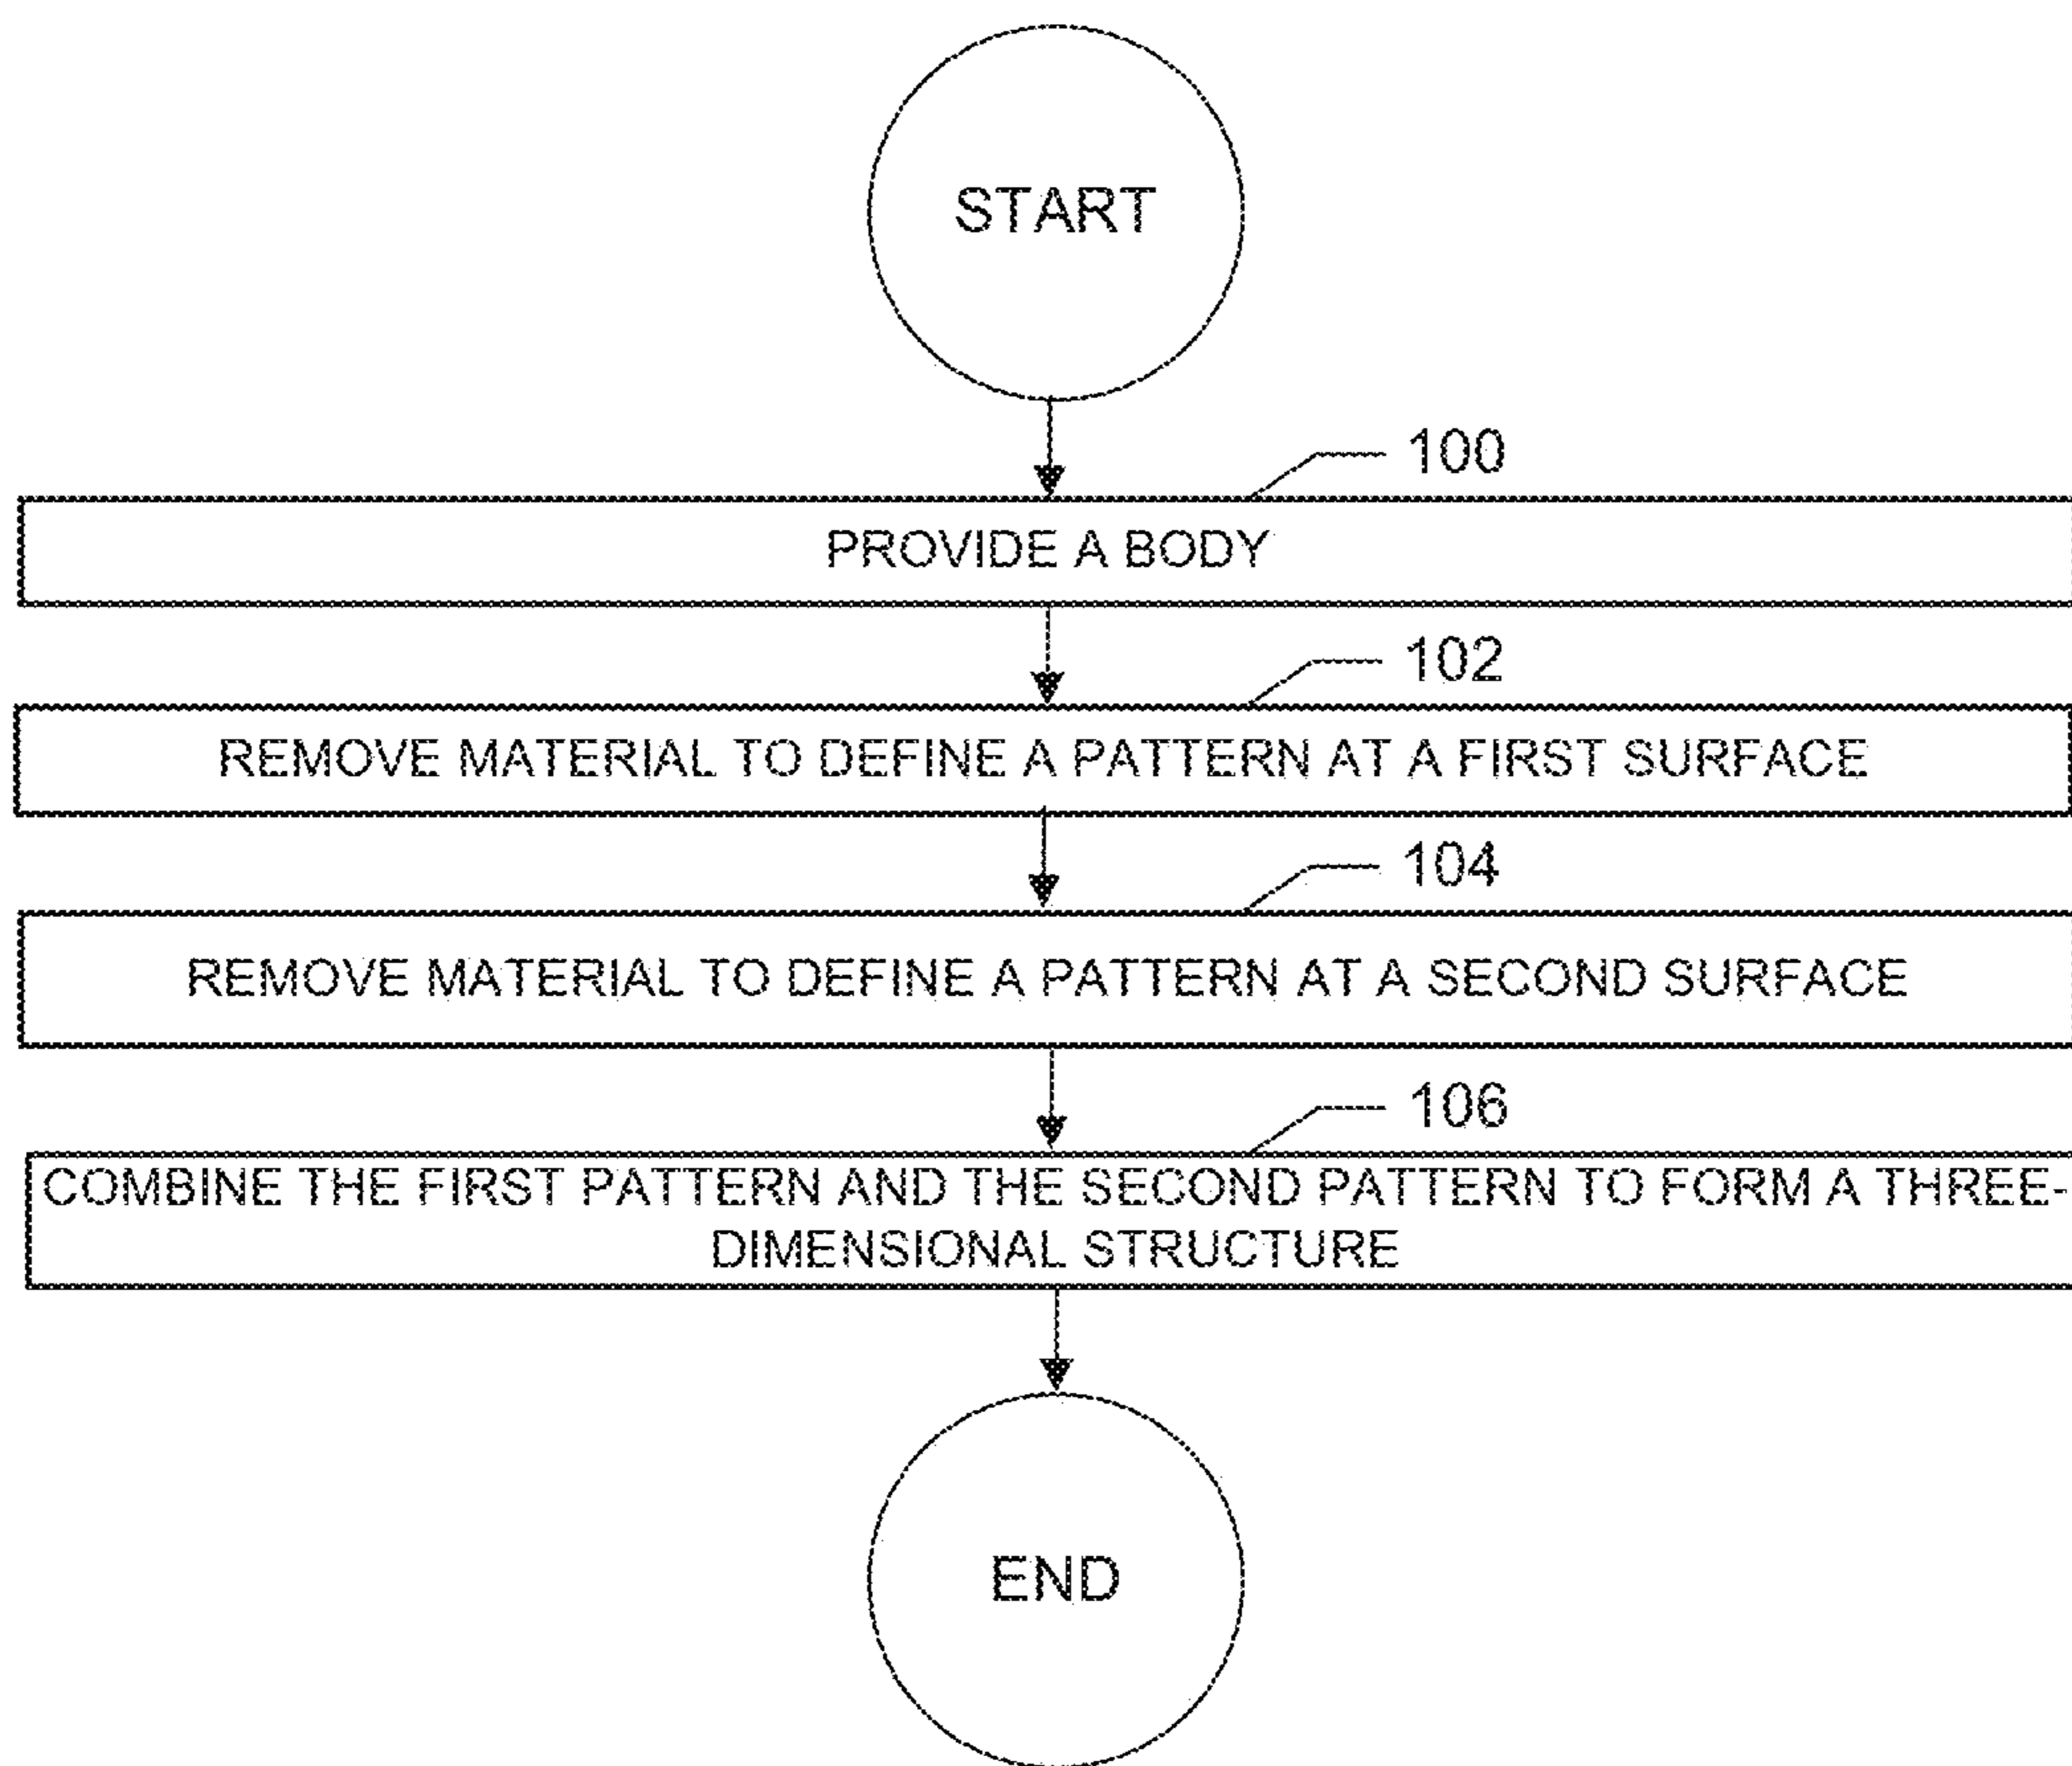 START
100
PROVIDE A BODY
102
REMOVE MATERIAL TO DEFINE A PATTERN AT A FIRST SURFACE
104
REMOVE MATERIAL TO DEFINE A PATTERN AT A SECOND SURFACE
106
COMBINE THE FIRST PATTERN AND THE SECOND PATTERN TO FORM A THREE-
DIMENSIONAL STRUCTURE
END